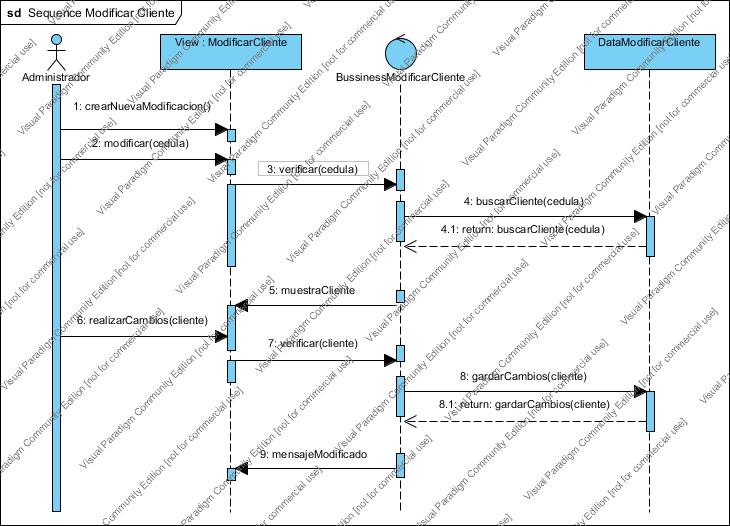 sd Sequence Modificar Cliente
View : ModificarCliente
DataModificarCliente
Administrador
BussinessModificarCliente
1: crearNuevaModificacion()
2: modificar(cedula)
3: verificar(cedula)
4: buscarCliente(cedula)
4.1: return: buscarCliente(cedula)
5: muestraCliente
6: realizarCambios(cliente)
7: verificar(cliente)
8: gardarCambios(cliente)
8.1: return: gardarCambios(cliente)
9: mensajeModificado
Visual Paradigm Community Edition [not for commercial use]